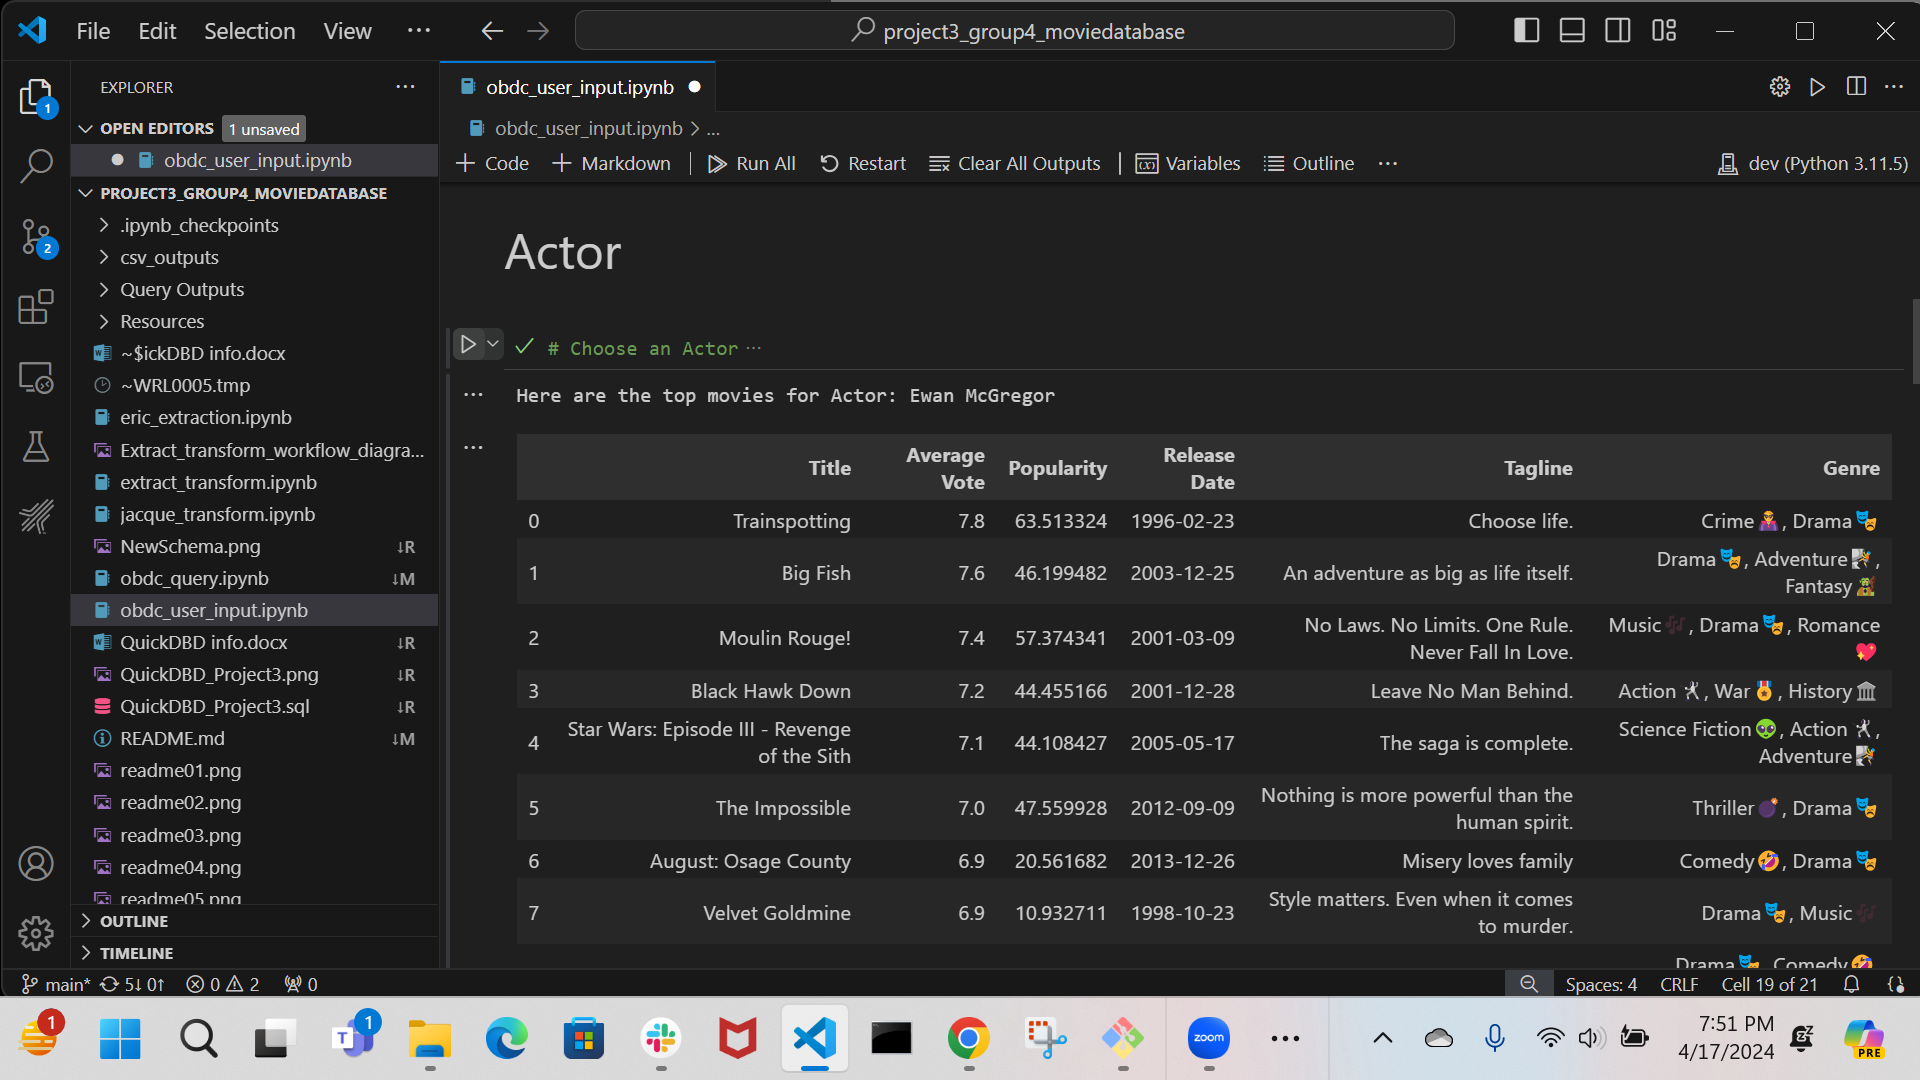 File Edit Selection View ··· project3_group4_moviedatabase
EXPLORER
OPEN EDITORS 1 unsaved
obdc_user_input.ipynb
PROJECT3_GROUP4_MOVIEDATABASE
.ipynb_checkpoints
csv_outputs
Query Outputs
Resources
~$ickDBD info.docx
~WRL0005.tmp
eric_extraction.ipynb
Extract_transform_workflow_diagra...
extract_transform.ipynb
jacque_transform.ipynb
NewSchema.png ↓R
obdc_query.ipynb ↓M
obdc_user_input.ipynb
QuickDBD info.docx ↓R
QuickDBD_Project3.png ↓R
QuickDBD_Project3.sql ↓R
README.md ↓M
readme01.png
readme02.png
readme03.png
readme04.png
readme05.png
OUTLINE
TIMELINE
1
2
obdc_user_input.ipynb
obdc_user_input.ipynb > ...
+ Code + Markdown Run All Restart Clear All Outputs Variables Outline ··· dev (Python 3.11.5)
Actor
# Choose an Actor ···
Here are the top movies for Actor: Ewan McGregor
Title Average Vote Popularity Release Date Tagline Genre
0 Trainspotting 7.8 63.513324 1996-02-23 Choose life. Crime🦹‍♀️, Drama🎭
1 Big Fish 7.6 46.199482 2003-12-25 An adventure as big as life itself. Drama🎭, Adventure🧗,
Fantasy🧝
2 Moulin Rouge! 7.4 57.374341 2001-03-09 No Laws. No Limits. One Rule. Music🎶, Drama🎭, Romance
Never Fall In Love. 💖
3 Black Hawk Down 7.2 44.455166 2001-12-28 Leave No Man Behind. Action🤺, War🎖️, History🏛️
4 Star Wars: Episode III - Revenge 7.1 44.108427 2005-05-17 The saga is complete. Science Fiction👽, Action🤺,
of the Sith Adventure🧗
5 The Impossible 7.0 47.559928 2012-09-09 Nothing is more powerful than the Thriller💣, Drama🎭
human spirit.
6 August: Osage County 6.9 20.561682 2013-12-26 Misery loves family Comedy🤣, Drama🎭
7 Velvet Goldmine 6.9 10.932711 1998-10-23 Style matters. Even when it comes Drama🎭, Music🎶
to murder.
Drama🎭, Comedy🤣
main* 5↓ 0↑ 0 2 0 Spaces: 4 CRLF Cell 19 of 21
1 1 zoom 7:51 PM
4/17/2024 PRE